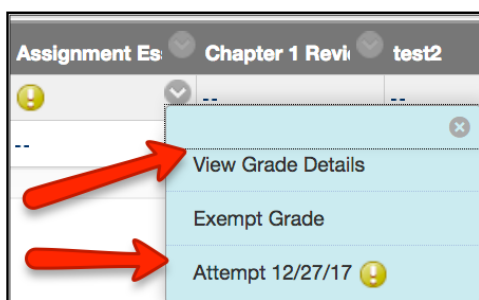 Assignment Es
Chapter 1 Revi
test2
--
--
--
View Grade Details
Exempt Grade
Attempt 12/27/17